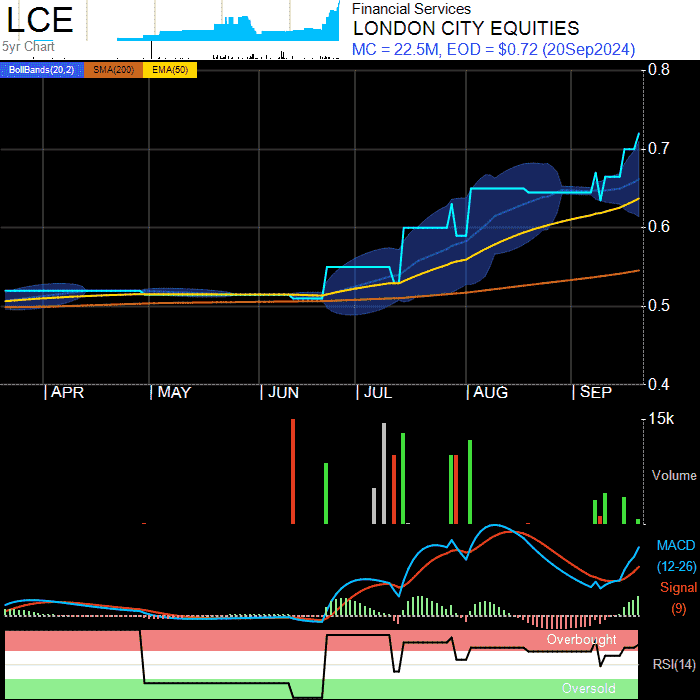 LCE
Financial Services
LONDON CITY EQUITIES
5yr Chart
MC = 22.5M, EOD = $0.72 (20Sep2024)
BollBands(20,2) SMA(200) EMA(50)
0.8
0.7
0.6
0.5
0.4
APR MAY JUN JUL AUG SEP
15k
Volume
MACD
(12-26)
Signal
(9)
Overbought
RSI(14)
Oversold